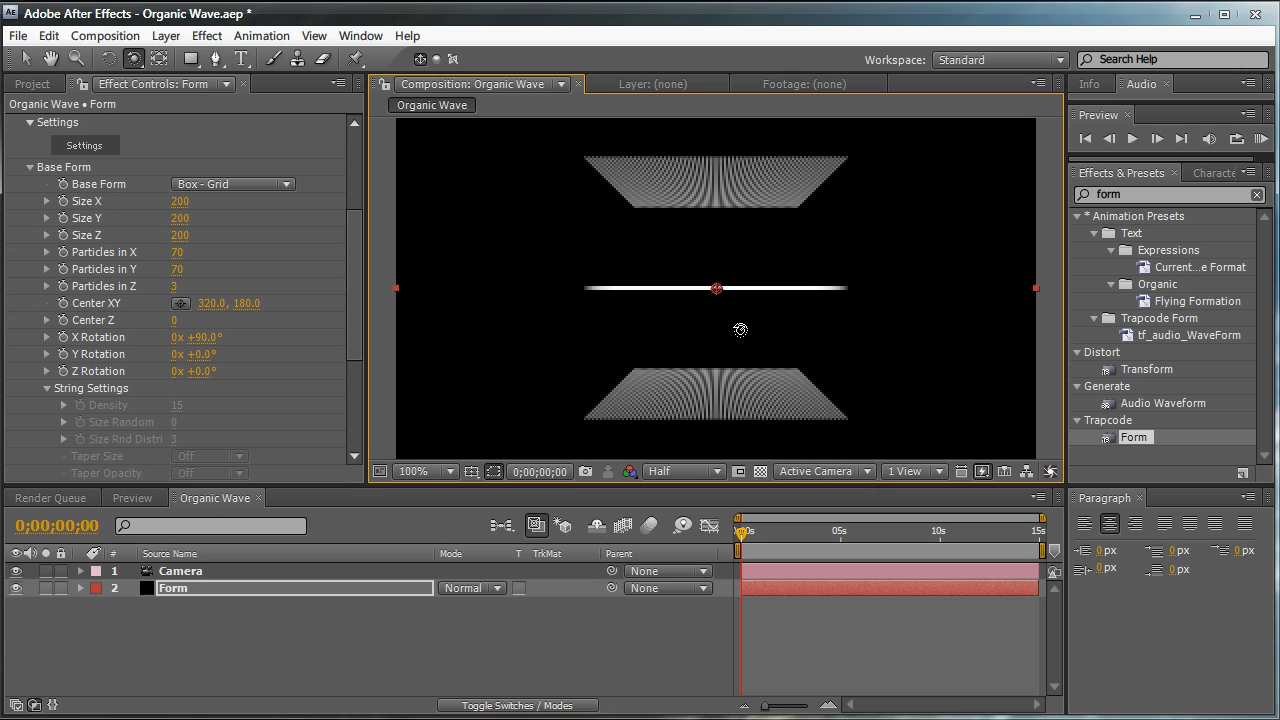 Adobe After Effects - Organic Wave.aep *
File Edit Composition Layer Effect Animation View Window Help
Workspace: Standard Search Help
Project Effect Controls: Form Composition: Organic Wave Layer: (none) Footage: (none) Info Audio
Organic Wave • Form
Organic Wave
Preview
Settings
Settings
Base Form
Base Form Box - Grid
Size X 200
Size Y 200
Size Z 200
Particles in X 70
Particles in Y 70
Particles in Z 3
Center XY 320.0, 180.0
Center Z 0
X Rotation 0x +90.0°
Y Rotation 0x +0.0°
Z Rotation 0x +0.0°
String Settings
Density 15
Size Random 0
Size Rnd Distri 3
Taper Size Off
Taper Opacity Off
Effects & Presets Characte
form
* Animation Presets
Text
Expressions
Current...e Format
Organic
Flying Formation
Trapcode Form
tf_audio_WaveForm
Distort
Transform
Generate
Audio Waveform
Trapcode
Form
100% 0;00;00;00 Half Active Camera 1 View
Render Queue Preview Organic Wave
0;00;00;00
05s 10s 15s
# Source Name Mode T TrkMat Parent
1 Camera None
2 Form Normal None
Toggle Switches / Modes
Paragraph
0 px 0 px 0 px
0 px 0 px